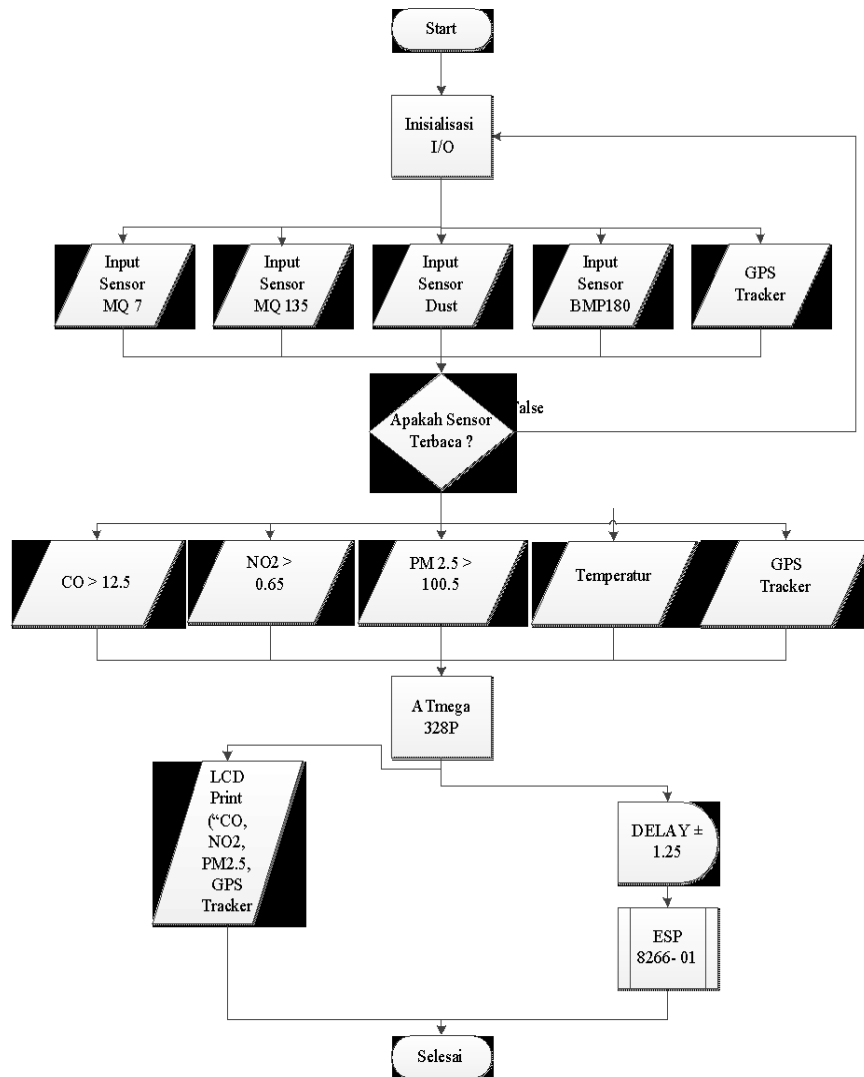 Start
Inisialisasi
I/O
Input
Sensor
MQ 7
Input
Sensor
MQ 135
Input
Sensor
Dust
Input
Sensor
BMP180
GPS
Tracker
Apakah Sensor
Terbaca ?
False
CO > 12.5
NO2 >
0.65
PM 2.5 >
100.5
Temperatur
GPS
Tracker
ATmega
328P
LCD
Print
(“CO,
NO2,
PM2.5,
GPS
Tracker
DELAY ±
1.25
ESP
8266- 01
Selesai